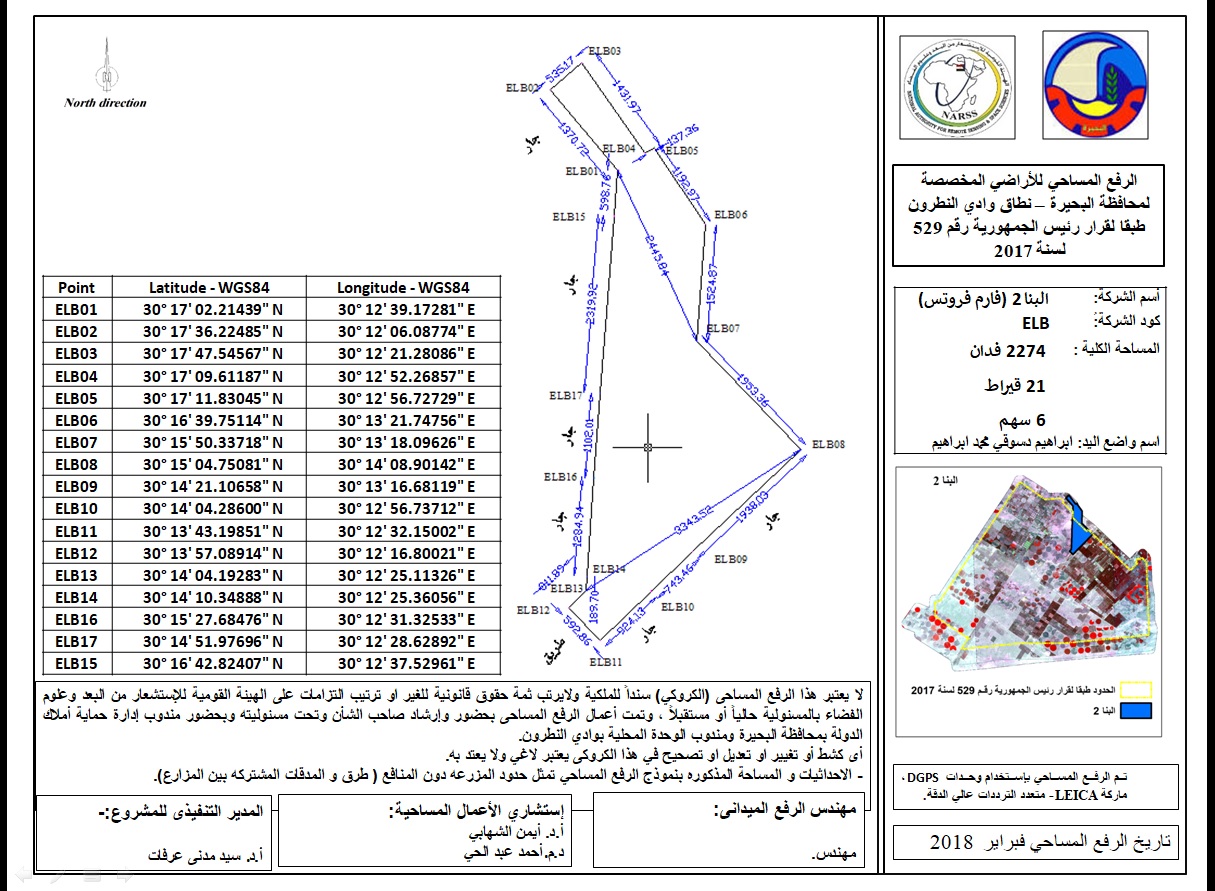 North direction
ELB03
535.17
ELB02
1431.97
1370.72
جار
ELB04
137.36
ELB05
ELB01
598.76
1192.97
ELB15
ELB06
2445.84
1524.87
جار
2319.92
ELB07
1953.36
ELB17
جار
1102.01
ELB08
ELB16
جار
1284.94
3343.52
1938.03
جار
ELB09
ELB14
ELB13
743.46
ELB12
189.70
ELB10
592.86
924.13
جار
طريق
ELB11
Point Latitude - WGS84 Longitude - WGS84
ELB01 30° 17' 02.21439" N 30° 12' 39.17281" E
ELB02 30° 17' 36.22485" N 30° 12' 06.08774" E
ELB03 30° 17' 47.54567" N 30° 12' 21.28086" E
ELB04 30° 17' 09.61187" N 30° 12' 52.26857" E
ELB05 30° 17' 11.83045" N 30° 12' 56.72729" E
ELB06 30° 16' 39.75114" N 30° 13' 21.74756" E
ELB07 30° 15' 50.33718" N 30° 13' 18.09626" E
ELB08 30° 15' 04.75081" N 30° 14' 08.90142" E
ELB09 30° 14' 21.10658" N 30° 13' 16.68119" E
ELB10 30° 14' 04.28600" N 30° 12' 56.73712" E
ELB11 30° 13' 43.19851" N 30° 12' 32.15002" E
ELB12 30° 13' 57.08914" N 30° 12' 16.80021" E
ELB13 30° 14' 04.19283" N 30° 12' 25.11326" E
ELB14 30° 14' 10.34888" N 30° 12' 25.36056" E
ELB16 30° 15' 27.68476" N 30° 12' 31.32533" E
ELB17 30° 14' 51.97696" N 30° 12' 28.62892" E
ELB15 30° 16' 42.82407" N 30° 12' 37.52961" E
NARSS
NATIONAL AUTHORITY FOR REMOTE SENSING & SPACE SCIENCES
البحيرة
الرفع المساحي للأراضي المخصصة
لمحافظة البحيرة – نطاق وادي النطرون
طبقا لقرار رئيس الجمهورية رقم 529
لسنة 2017
أسم الشركة: البنا 2 (فارم فروتس)
كود الشركة: ELB
المساحة الكلية : 2274 فدان
21 قيراط
6 سهم
اسم واضع اليد: ابراهيم دسوقي محمد ابراهيم
البنا 2
الحدود طبقا لقرار رئيس الجمهورية رقم 529 لسنة 2017
البنا 2
تـم الرفـع المسـاحي بإستـخدام وحـدات DGPS ،
ماركة LEICA - متعدد الترددات عالي الدقة.
تاريخ الرفع المساحي فبراير 2018
لا يعتبر هذا الرفع المساحى (الكروكي) سنداً للملكية ولايرتب ثمة حقوق قانونية للغير او ترتيب التزامات على الهيئة القومية للإستشعار من البعد وعلوم
الفضاء بالمسئولية حالياً أو مستقبلاً ، وتمت أعمال الرفع المساحى بحضور وإرشاد صاحب الشأن وتحت مسئوليته وبحضور مندوب إدارة حماية أملاك
الدولة بمحافظة البحيرة ومندوب الوحدة المحلية بوادي النطرون.
أى كشط أو تغيير او تعديل او تصحيح في هذا الكروكى يعتبر لاغي ولا يعتد به.
- الاحداثيات و المساحة المذكوره بنموذج الرفع المساحي تمثل حدود المزرعه دون المنافع ( طرق و المدقات المشتركه بين المزارع).
مهندس الرفع الميدانى:
مهندس.
إستشاري الأعمال المساحية:
أ.د. أيمن الشهابي
د.م.أحمد عبد الحي
المدير التنفيذى للمشروع:-
أ.د. سيد مدنى عرفات